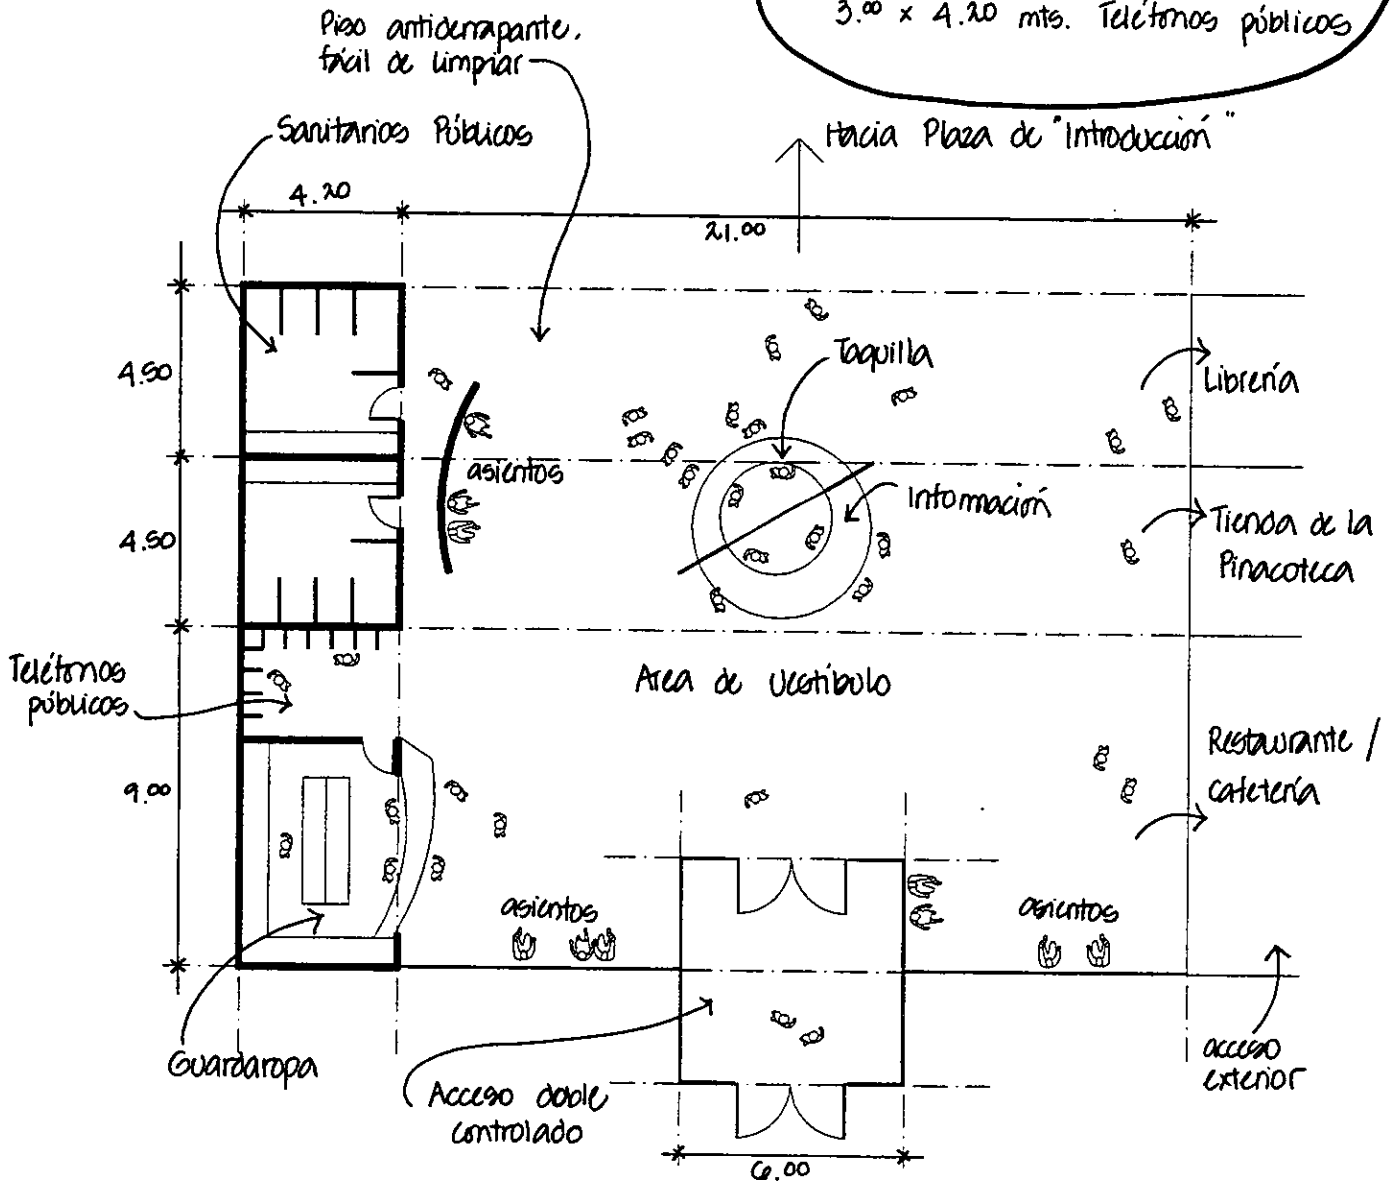 3.00 x 4.20 mts. Teléfonos públicos
Piso antiderrapante,
fácil de limpiar
Sanitarios Públicos
Hacia Plaza de "Introducción"
4.20
21.00
4.50
Taquilla
Librería
asientos
Información
4.50
Tienda de la
Pinacoteca
Teléfonos
públicos
Area de Vestíbulo
Restaurante /
cafetería
9.00
asientos
asientos
Guardaropa
Acceso doble
controlado
acceso
exterior
6.00